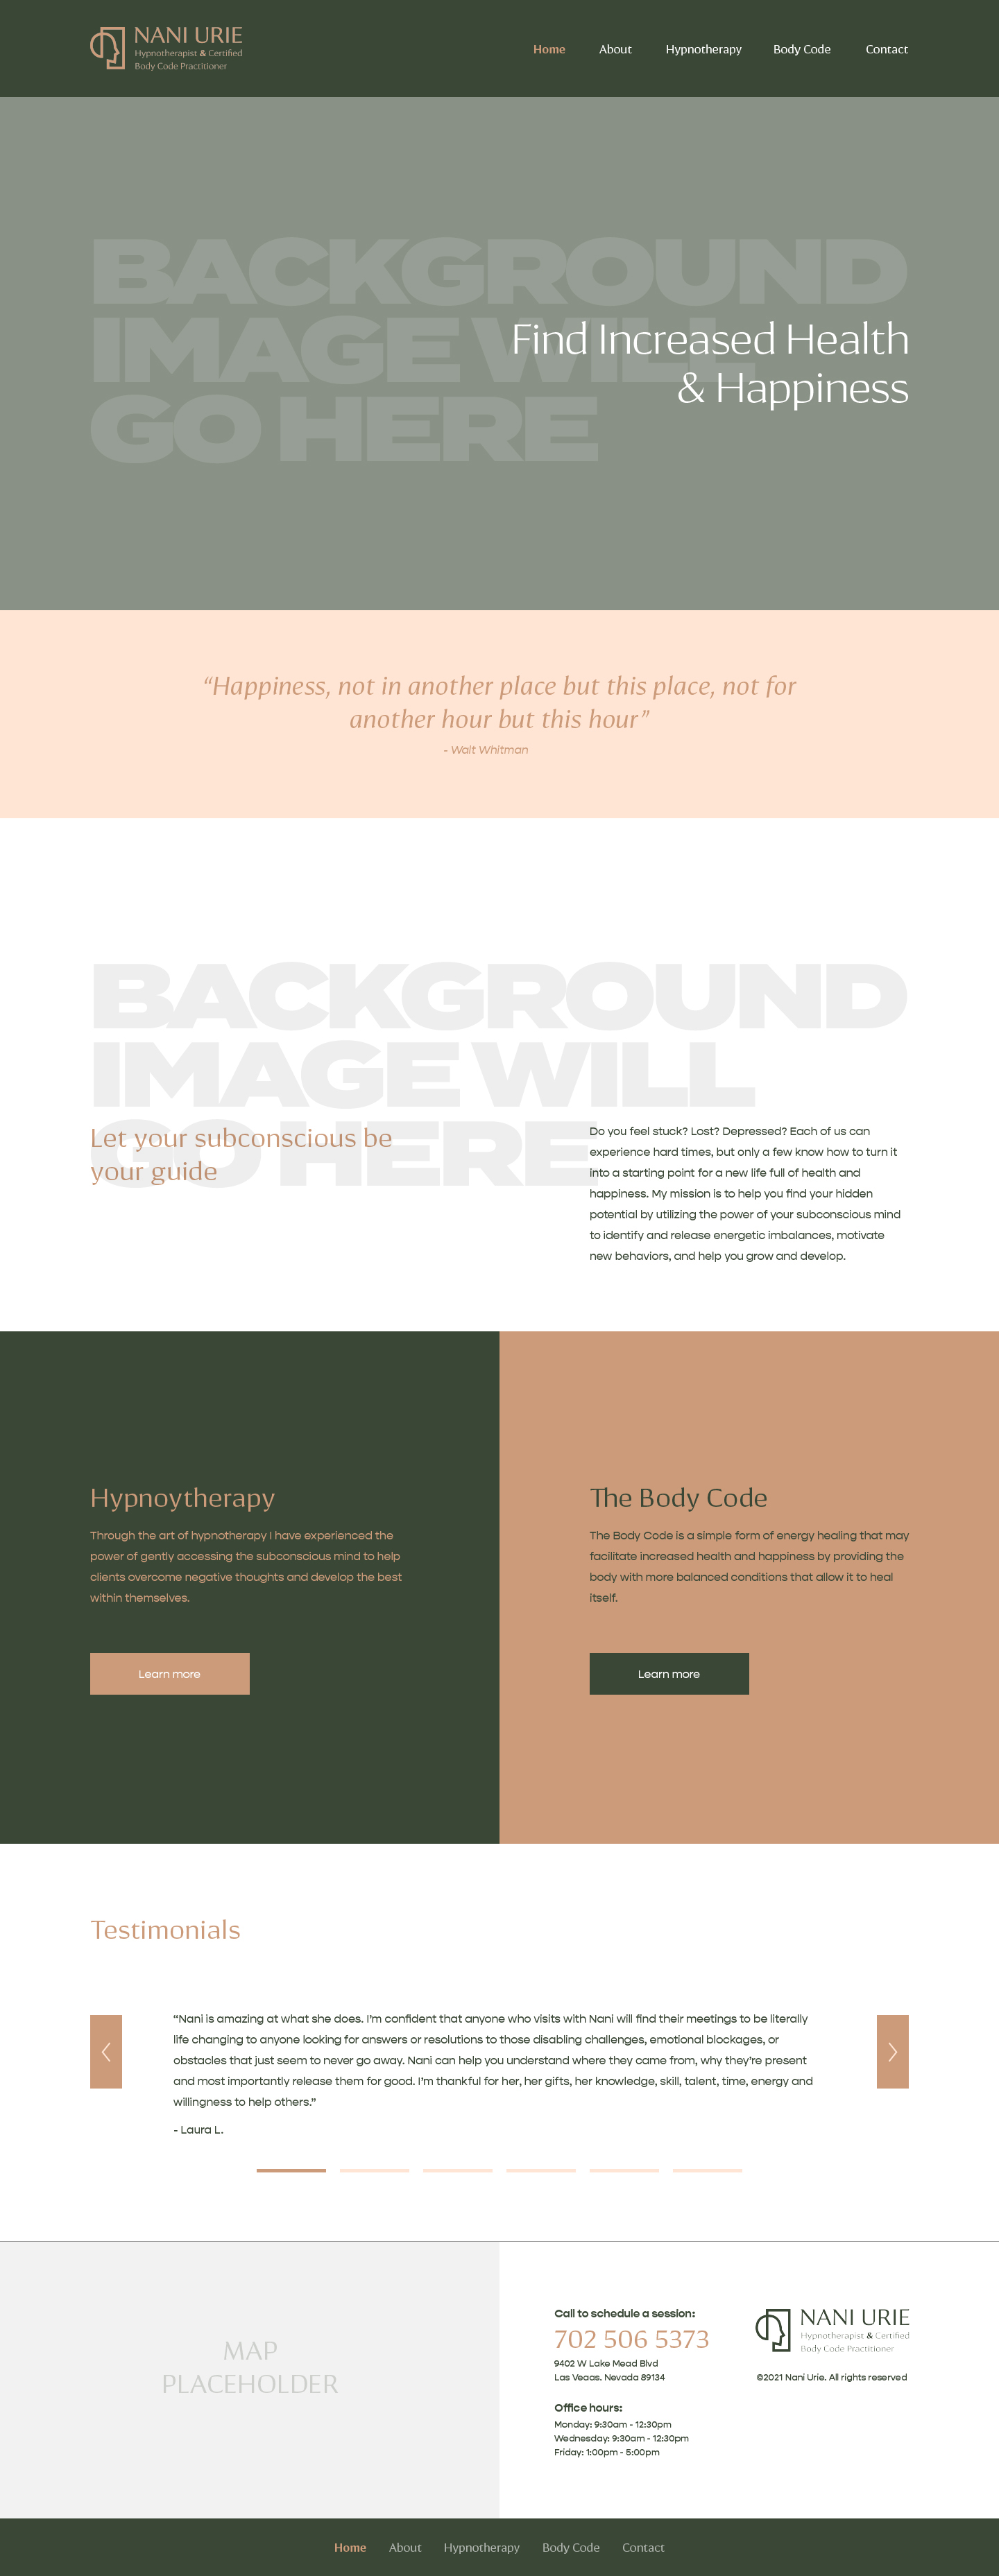 NANI URIE
Hypnotherapist & Certified
Body Code Practitioner
Home About Hypnotherapy Body Code Contact
BACKGROUND
IMAGE WILL
GO HERE
Find Increased Health
& Happiness
“Happiness, not in another place but this place, not for
another hour but this hour”
- Walt Whitman
BACKGROUND
IMAGE WILL
GO HERE
Let your subconscious be
your guide
Do you feel stuck? Lost? Depressed? Each of us can
experience hard times, but only a few know how to turn it
into a starting point for a new life full of health and
happiness. My mission is to help you find your hidden
potential by utilizing the power of your subconscious mind
to identify and release energetic imbalances, motivate
new behaviors, and help you grow and develop.
Hypnoytherapy
Through the art of hypnotherapy I have experienced the
power of gently accessing the subconscious mind to help
clients overcome negative thoughts and develop the best
within themselves.
Learn more
The Body Code
The Body Code is a simple form of energy healing that may
facilitate increased health and happiness by providing the
body with more balanced conditions that allow it to heal
itself.
Learn more
Testimonials
“Nani is amazing at what she does. I’m confident that anyone who visits with Nani will find their meetings to be literally
life changing to anyone looking for answers or resolutions to those disabling challenges, emotional blockages, or
obstacles that just seem to never go away. Nani can help you understand where they came from, why they’re present
and most importantly release them for good. I’m thankful for her, her gifts, her knowledge, skill, talent, time, energy and
willingness to help others.”
- Laura L.
MAP
PLACEHOLDER
Call to schedule a session:
702 506 5373
9402 W Lake Mead Blvd
Las Vegas, Nevada 89134
Office hours:
Monday: 9:30am - 12:30pm
Wednesday: 9:30am - 12:30pm
Friday: 1:00pm - 5:00pm
NANI URIE
Hypnotherapist & Certified
Body Code Practitioner
©2021 Nani Urie. All rights reserved
Home About Hypnotherapy Body Code Contact